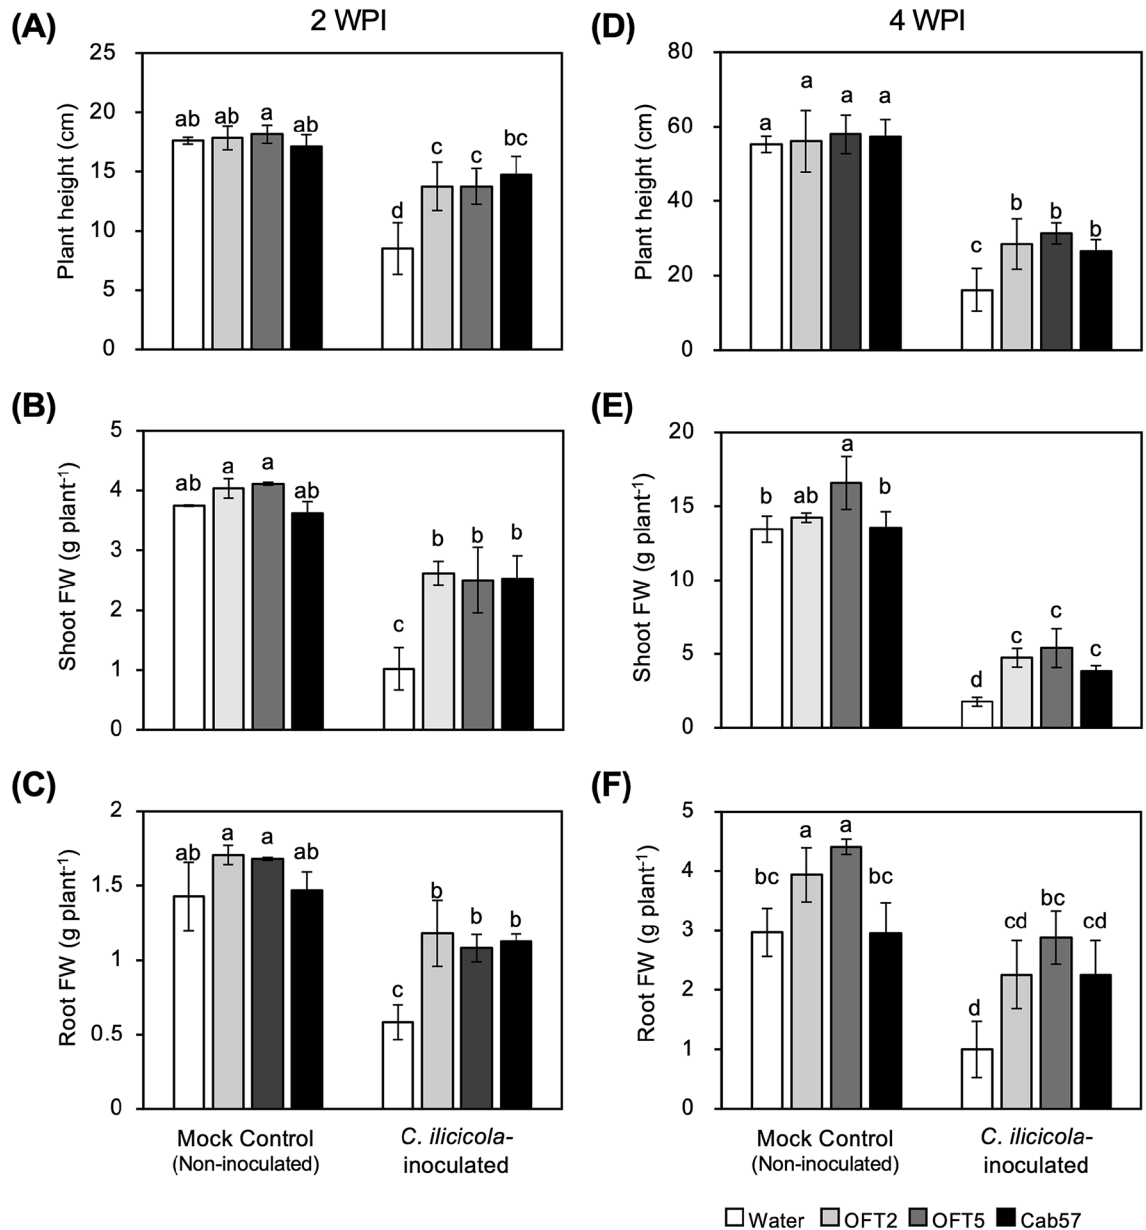 (A) 2 WPI
Plant height (cm)
25
20
15
10
5
0
ab ab a ab d c c bc
(D) 4 WPI
Plant height (cm)
80
60
40
20
0
a a a a c b b b
(B)
Shoot FW (g plant-1)
5
4
3
2
1
0
ab a a ab c b b b
(E)
Shoot FW (g plant-1)
20
15
10
5
0
b ab a b d c c c
(C)
Root FW (g plant-1)
2
1.5
1
0.5
0
ab a a ab c b b b
Mock Control
(Non-inoculated)
C. ilicicola-
inoculated
(F)
Root FW (g plant-1)
5
4
3
2
1
0
bc a a bc d cd bc cd
Mock Control
(Non-inoculated)
C. ilicicola-
inoculated
Water OFT2 OFT5 Cab57